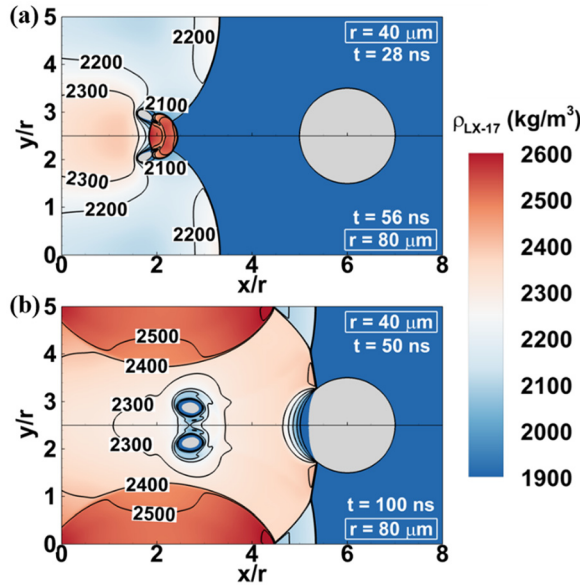 (a)
5
4
3
2
1
0
y/r
2200
2300
2100
2100
2300
2200
2200
2200
r = 40 μm
t = 28 ns
t = 56 ns
r = 80 μm
0
2
4
6
8
x/r
ρLX-17 (kg/m³)
2600
2500
2400
2300
2200
2100
2000
1900
(b)
5
4
3
2
1
0
y/r
2500
2400
2300
2300
2400
2500
r = 40 μm
t = 50 ns
t = 100 ns
r = 80 μm
0
2
4
6
8
x/r